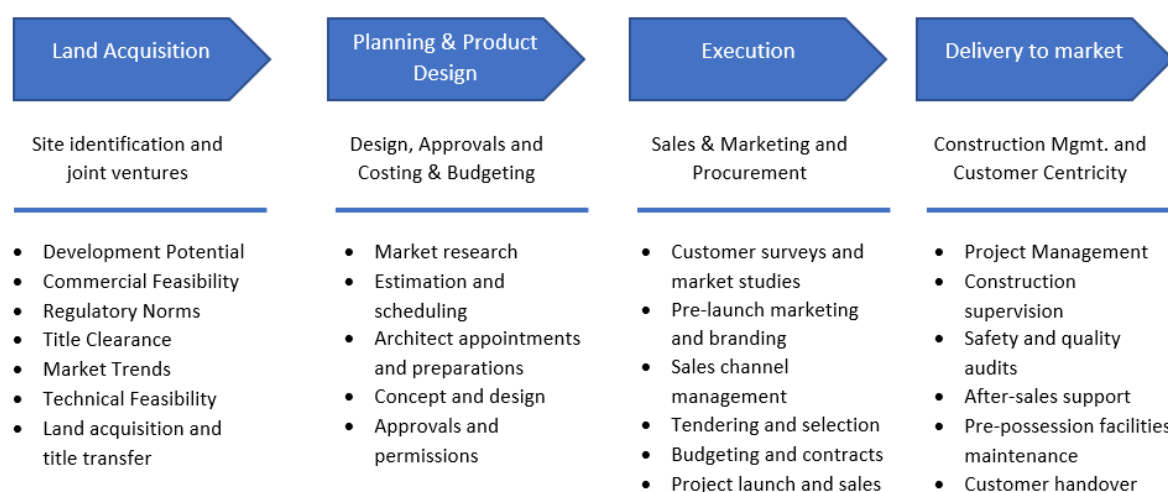 Land Acquisition
Site identification and
joint ventures
• Development Potential
• Commercial Feasibility
• Regulatory Norms
• Title Clearance
• Market Trends
• Technical Feasibility
• Land acquisition and
title transfer
Planning & Product
Design
Design, Approvals and
Costing & Budgeting
• Market research
• Estimation and
scheduling
• Architect appointments
and preparations
• Concept and design
• Approvals and
permissions
Execution
Sales & Marketing and
Procurement
• Customer surveys and
market studies
• Pre-launch marketing
and branding
• Sales channel
management
• Tendering and selection
• Budgeting and contracts
• Project launch and sales
Delivery to market
Construction Mgmt. and
Customer Centricity
• Project Management
• Construction
supervision
• Safety and quality
audits
• After-sales support
• Pre-possession facilities
maintenance
• Customer handover